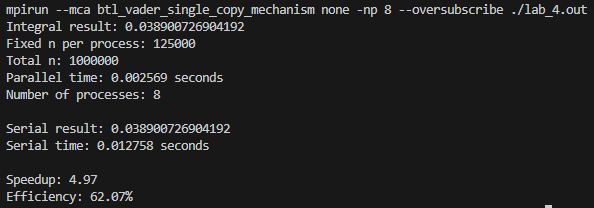 mpirun --mca btl_vader_single_copy_mechanism none -np 8 --oversubscribe ./lab_4.out
Integral result: 0.038900726904192
Fixed n per process: 125000
Total n: 1000000
Parallel time: 0.002569 seconds
Number of processes: 8
Serial result: 0.038900726904192
Serial time: 0.012758 seconds
Speedup: 4.97
Efficiency: 62.07%